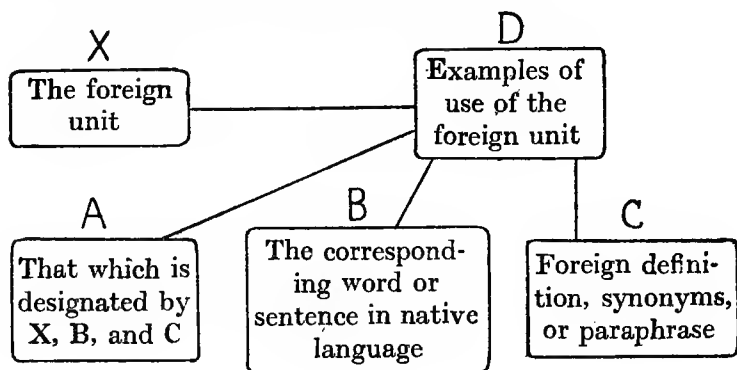 X
The foreign
unit
D
Examples of
use of the
foreign unit
A
That which is
designated by
X, B, and C
B
The correspond-
ing word or
sentence in native
language
C
Foreign defini-
tion, synonyms,
or paraphrase